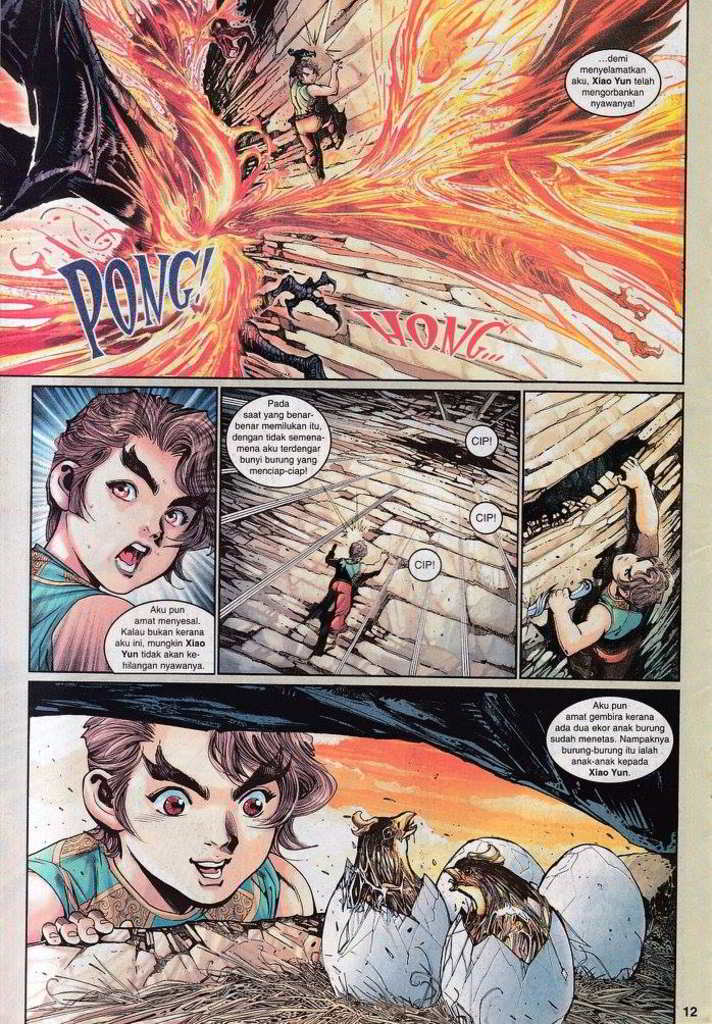 ...demi
menyelamatkan
aku, Xiao Yun telah
mengorbankan
nyawanya!
PONG!
HONG...
Aku pun
amat menyesal.
Kalau bukan kerana
aku ini, mungkin Xiao
Yun tidak akan ke-
hilangan nyawanya.
Pada
saat yang benar-
benar memilukan itu,
dengan tidak semena-
mena aku terdengar
bunyi burung yang
menciap-ciap!
CIP!
CIP!
CIP!
Aku pun
amat gembira kerana
ada dua ekor anak burung
sudah menetas. Nampaknya
burung-burung itu ialah
anak-anak kepada
Xiao Yun.
12